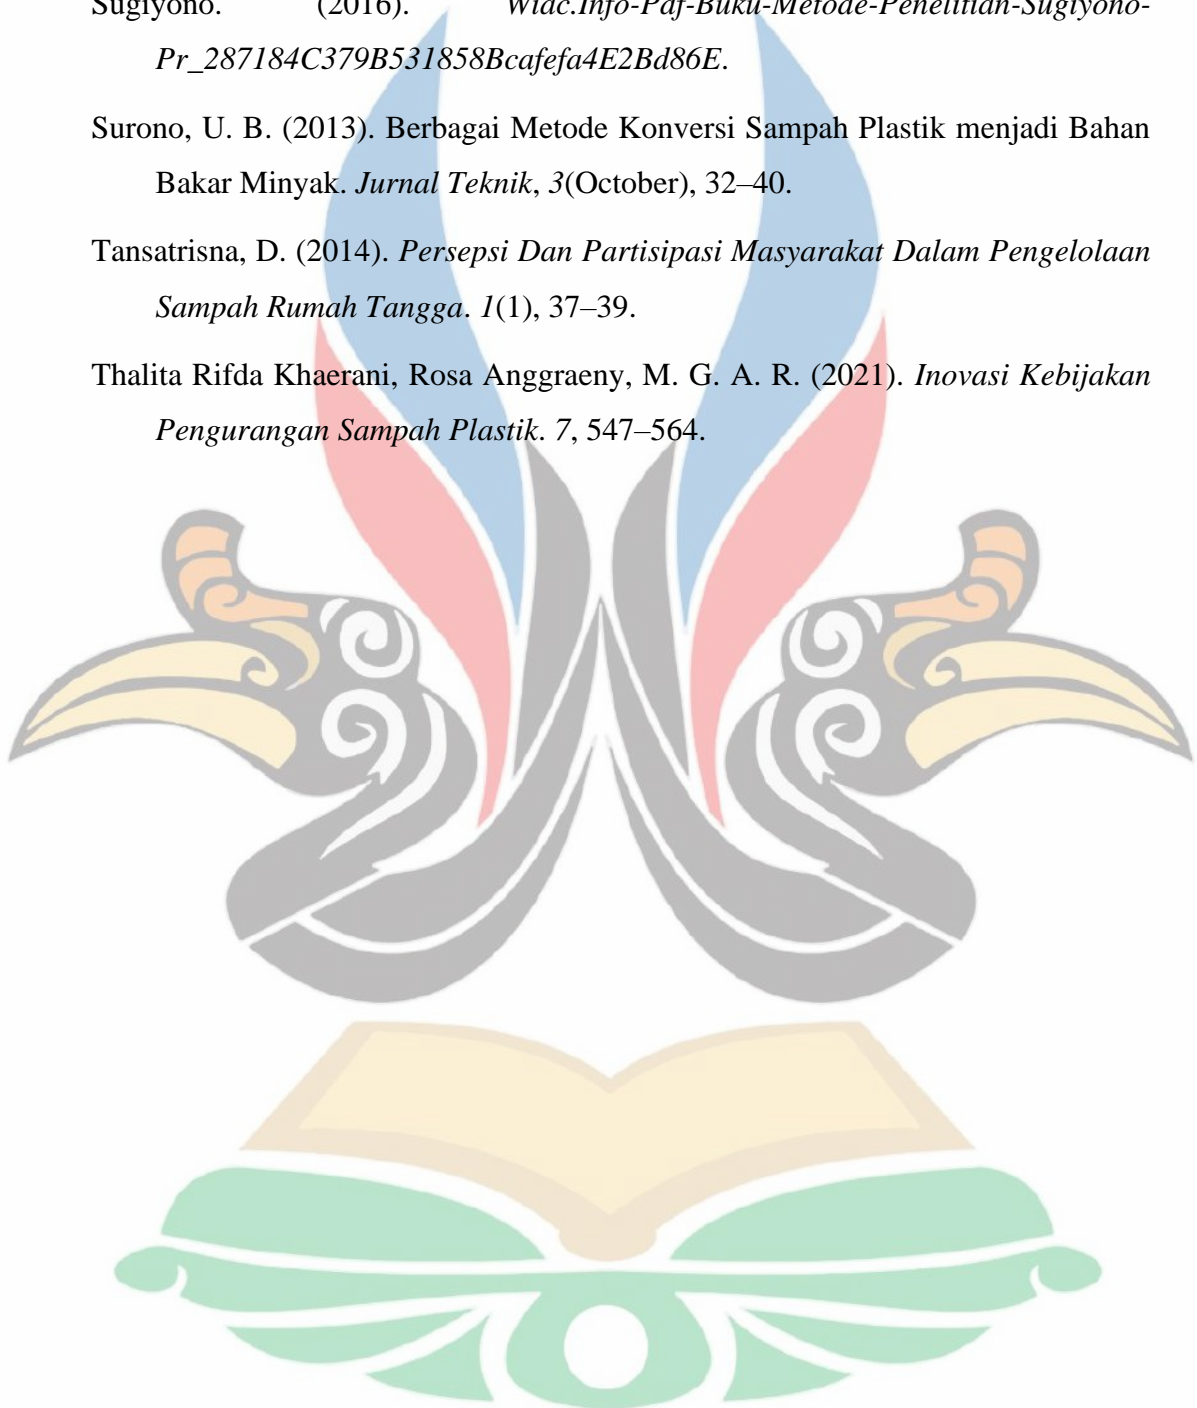 Sugiyono. (2016). Wiac.Info-Pdf-Buku-Metode-Penelitian-Sugiyono-
Pr_287184C379B531858Bcafefa4E2Bd86E.
Surono, U. B. (2013). Berbagai Metode Konversi Sampah Plastik menjadi Bahan
Bakar Minyak. Jurnal Teknik, 3(October), 32–40.
Tansatrisna, D. (2014). Persepsi Dan Partisipasi Masyarakat Dalam Pengelolaan
Sampah Rumah Tangga. 1(1), 37–39.
Thalita Rifda Khaerani, Rosa Anggraeny, M. G. A. R. (2021). Inovasi Kebijakan
Pengurangan Sampah Plastik. 7, 547–564.